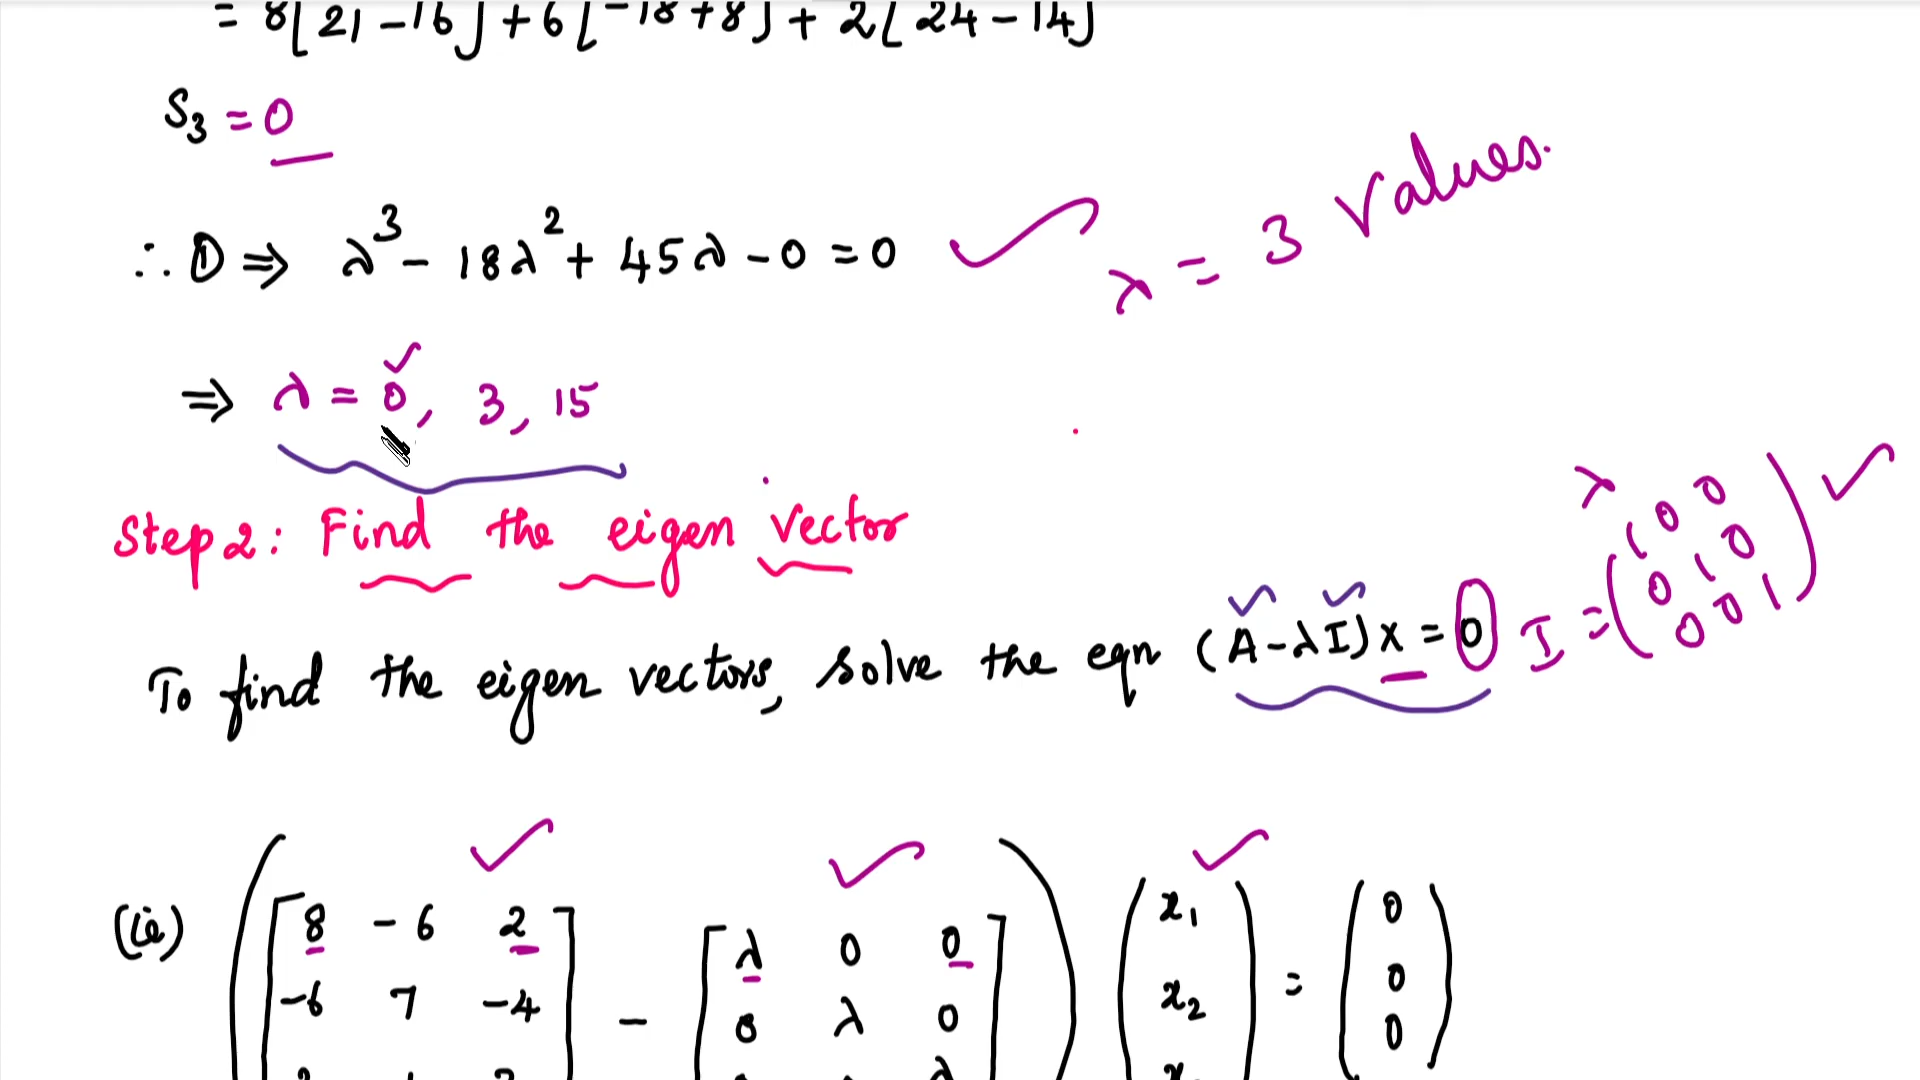 = 8[21-16] + 6[-18+8] + 2[24-14]
S₃ = 0
∴ ① ⇒ λ³ - 18λ² + 45λ - 0 = 0
λ = 3 Values.
⇒ λ = 0, 3, 15
Step 2: Find the eigen vector
To find the eigen vectors, solve the eqn (A-λI)x = 0
λ
I = (1 0 0
0 1 0
0 0 1)
(ie) ([8 -6 2] - [λ 0 0]) (x₁) = (0)
-6 7 -4 0 λ 0 x₂ 0
λ 0